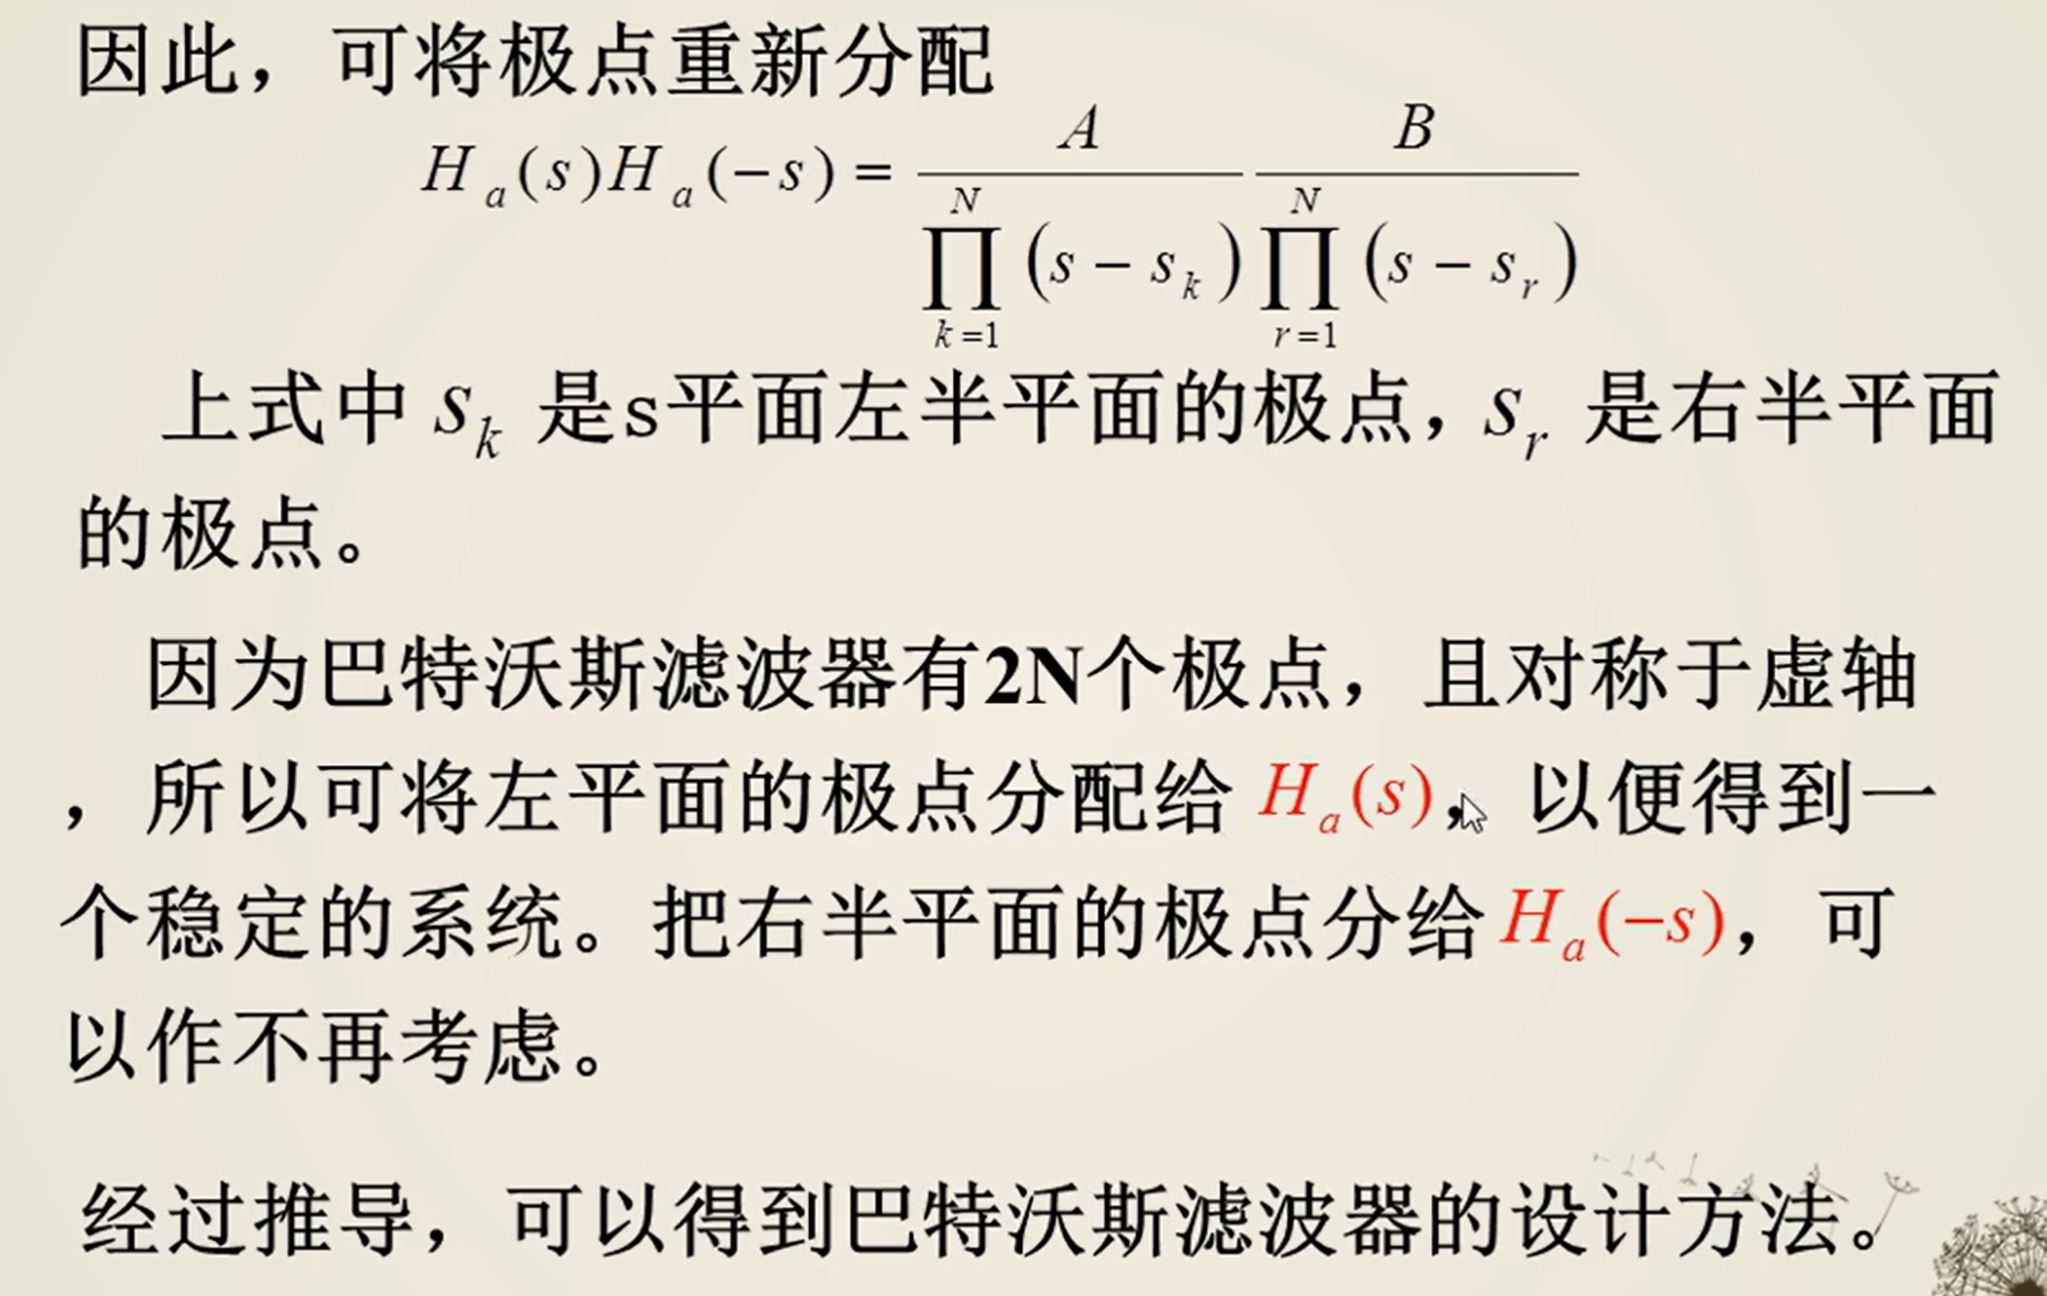 因此，可将极点重新分配
H_a(s)H_a(−s) = \frac{A}{\prod_{k=1}^{N}(s − s_k)} \frac{B}{\prod_{r=1}^{N}(s − s_r)}
上式中 s_k 是s平面左半平面的极点，s_r 是右半平面
的极点。
因为巴特沃斯滤波器有2N个极点，且对称于虚轴
，所以可将左平面的极点分配给 H_a(s)，以便得到一
个稳定的系统。把右半平面的极点分给 H_a(−s)，可
以作不再考虑。
经过推导，可以得到巴特沃斯滤波器的设计方法。